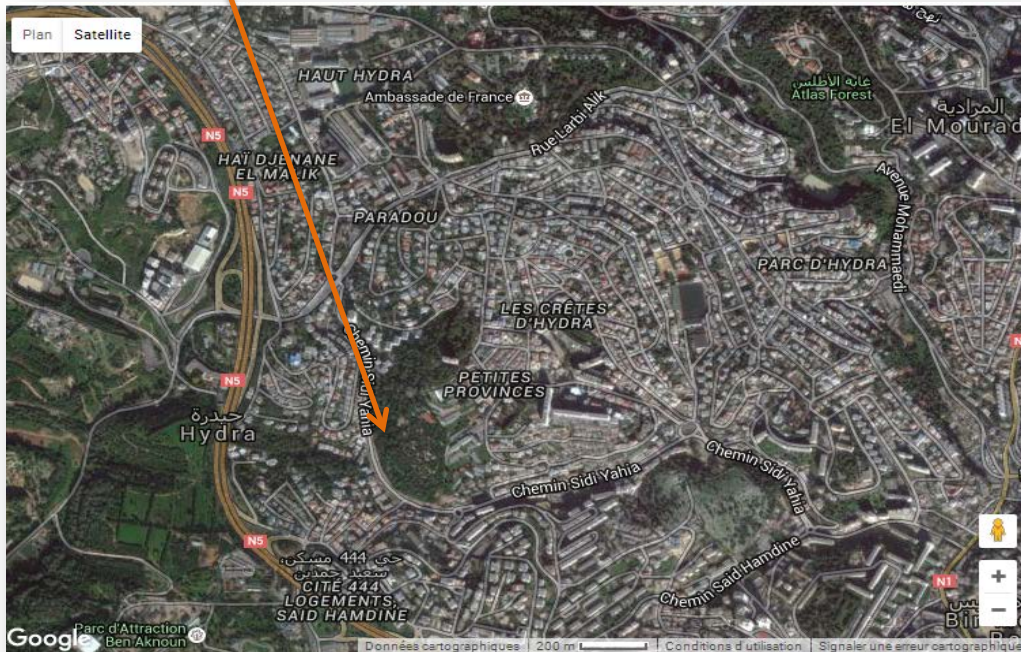 Plan Satellite
HAUT HYDRA
Ambassade de France
غابة الأطلس
Atlas Forest
المرادية
El Mourad
Rue Larbi Alik
N5
HAÏ DJENANE
EL MALIK
N5
Avenue Mohammaedi
PARADOU
PARC D'HYDRA
LES CRÊTES
D'HYDRA
N
Chemin Sidi Yahia
PETITES
PROVINCES
N5
حيدرة
Hydra
Chemin Sidi Yahia
Chemin Sidi Yahia
N5
حي 444 مسكن،
سعيد حمدين
CITÉ 444
LOGEMENTS,
SAID HAMDINE
Chemin Said Hamdine
N1
+
−
Parc d'Attraction
Ben Aknoun
Google
Données cartographiques 200 m Conditions d'utilisation Signaler une erreur cartographique